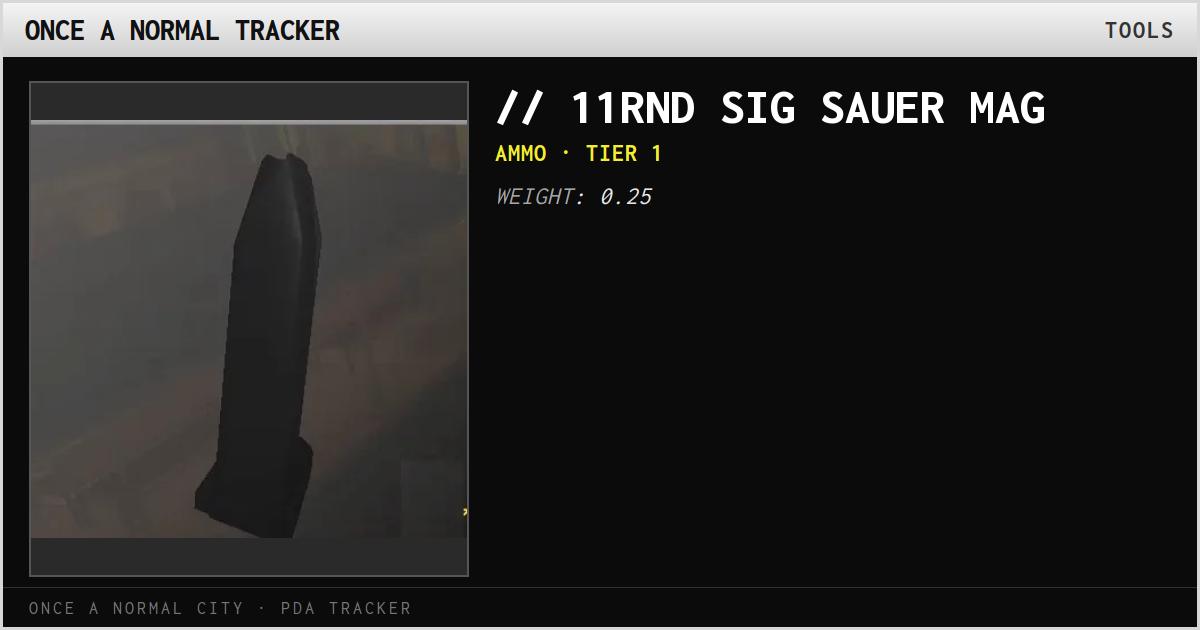 ONCE A NORMAL TRACKER
TOOLS
// 11RND SIG SAUER MAG
AMMO · TIER 1
WEIGHT: 0.25
ONCE A NORMAL CITY · PDA TRACKER